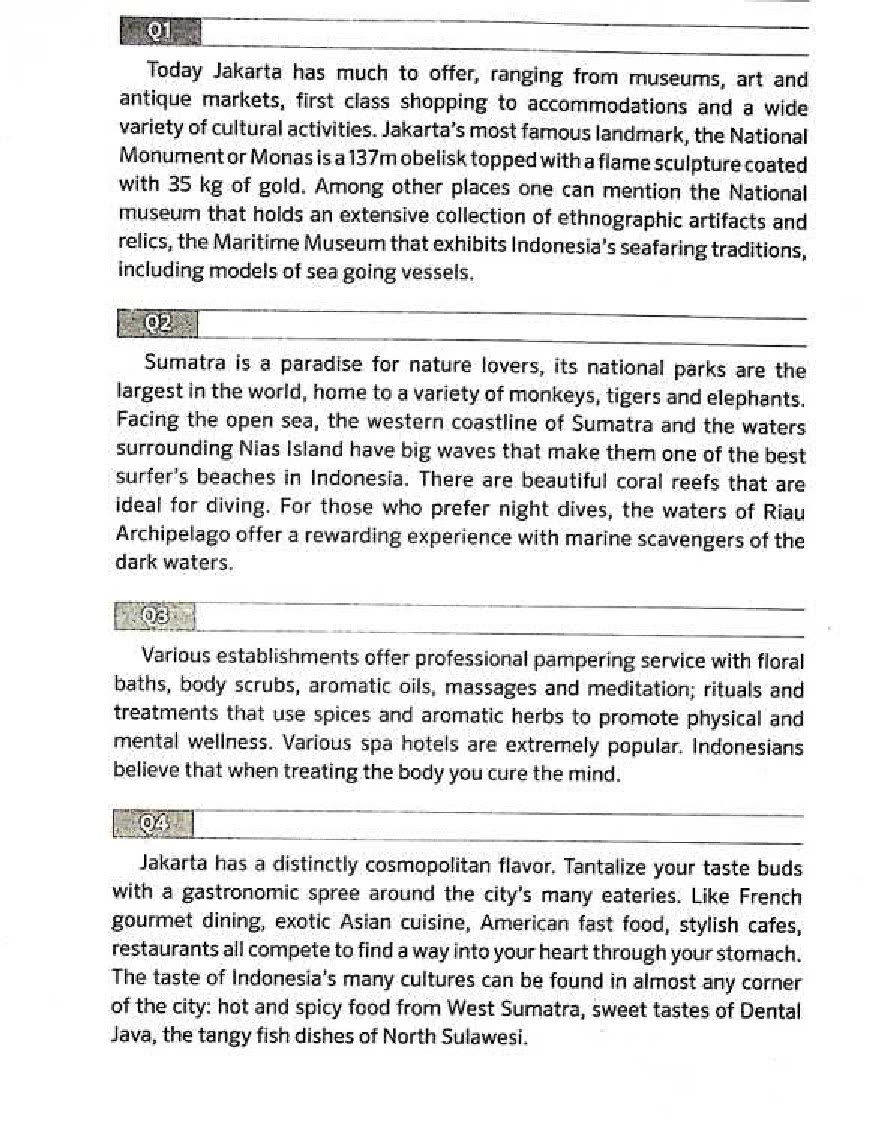 Q1
Today Jakarta has much to offer, ranging from museums, art and
antique markets, first class shopping to accommodations and a wide
variety of cultural activities. Jakarta's most famous landmark, the National
Monument or Monas is a 137m obelisk topped with a flame sculpture coated
with 35 kg of gold. Among other places one can mention the National
museum that holds an extensive collection of ethnographic artifacts and
relics, the Maritime Museum that exhibits Indonesia's seafaring traditions,
including models of sea going vessels.
Q2
Sumatra is a paradise for nature lovers, its national parks are the
largest in the world, home to a variety of monkeys, tigers and elephants.
Facing the open sea, the western coastline of Sumatra and the waters
surrounding Nias Island have big waves that make them one of the best
surfer's beaches in Indonesia. There are beautiful coral reefs that are
ideal for diving. For those who prefer night dives, the waters of Riau
Archipelago offer a rewarding experience with marine scavengers of the
dark waters.
Q3
Various establishments offer professional pampering service with floral
baths, body scrubs, aromatic oils, massages and meditation; rituals and
treatments that use spices and aromatic herbs to promote physical and
mental wellness. Various spa hotels are extremely popular. Indonesians
believe that when treating the body you cure the mind.
Q4
Jakarta has a distinctly cosmopolitan flavor. Tantalize your taste buds
with a gastronomic spree around the city's many eateries. Like French
gourmet dining, exotic Asian cuisine, American fast food, stylish cafes,
restaurants all compete to find a way into your heart through your stomach.
The taste of Indonesia's many cultures can be found in almost any corner
of the city: hot and spicy food from West Sumatra, sweet tastes of Dental
Java, the tangy fish dishes of North Sulawesi.